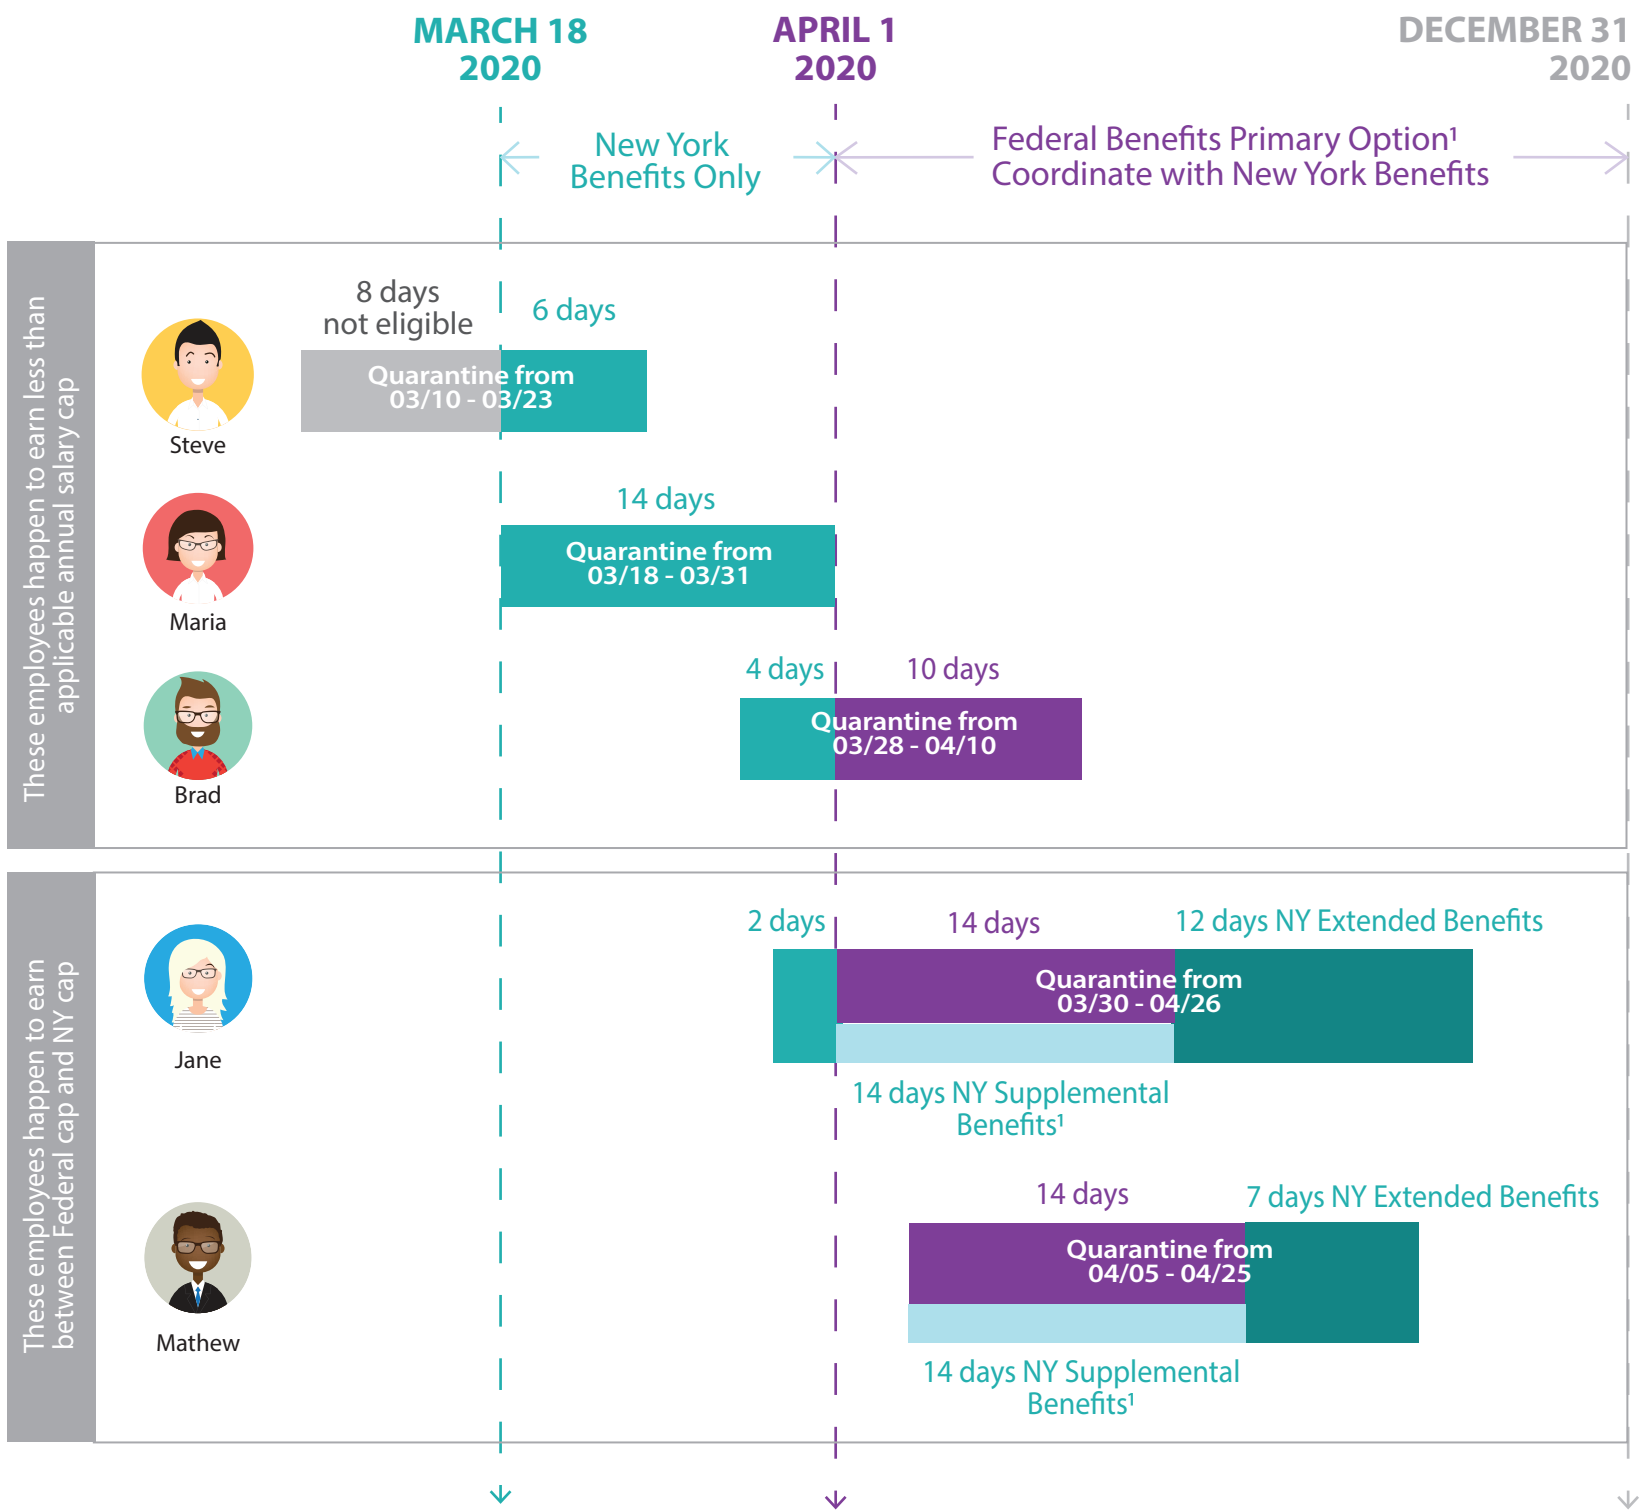 MARCH 18
2020
APRIL 1
2020
DECEMBER 31
2020
New York
Benefits Only
Federal Benefits Primary Option¹
Coordinate with New York Benefits
These employees happen to earn less than
applicable annual salary cap
8 days
not eligible
6 days
Quarantine from
03/10 - 03/23
Steve
14 days
Quarantine from
03/18 - 03/31
Maria
4 days
10 days
Quarantine from
03/28 - 04/10
Brad
These employees happen to earn
between Federal cap and NY cap
2 days
14 days
12 days NY Extended Benefits
Quarantine from
03/30 - 04/26
Jane
14 days NY Supplemental
Benefits¹
14 days
7 days NY Extended Benefits
Quarantine from
04/05 - 04/25
Mathew
14 days NY Supplemental
Benefits¹